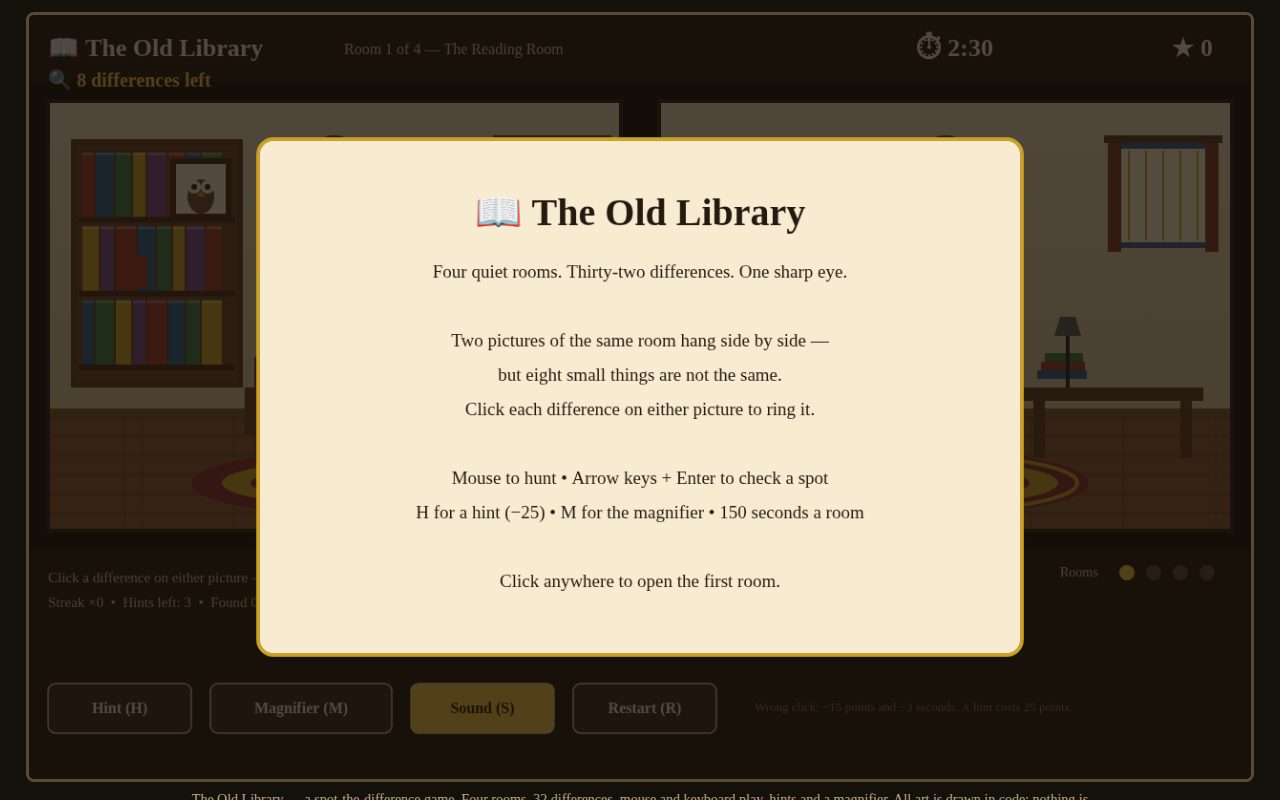 📖 The Old Library
Room 1 of 4 — The Reading Room
⏱ 2:30
★ 0
🔍 8 differences left
📖 The Old Library
Four quiet rooms. Thirty-two differences. One sharp eye.
Two pictures of the same room hang side by side —
but eight small things are not the same.
Click each difference on either picture to ring it.
Mouse to hunt • Arrow keys + Enter to check a spot
H for a hint (−25) • M for the magnifier • 150 seconds a room
Click anywhere to open the first room.
Click a difference on either picture
Rooms
Streak ×0 • Hints left: 3 • Found
Hint (H)
Magnifier (M)
Sound (S)
Restart (R)
Wrong click: −15 points and −3 seconds. A hint costs 25 points.
The Old Library — a spot-the-difference game. Four rooms, 32 differences, mouse and keyboard play, hints and a magnifier. All art is drawn in code; nothing is